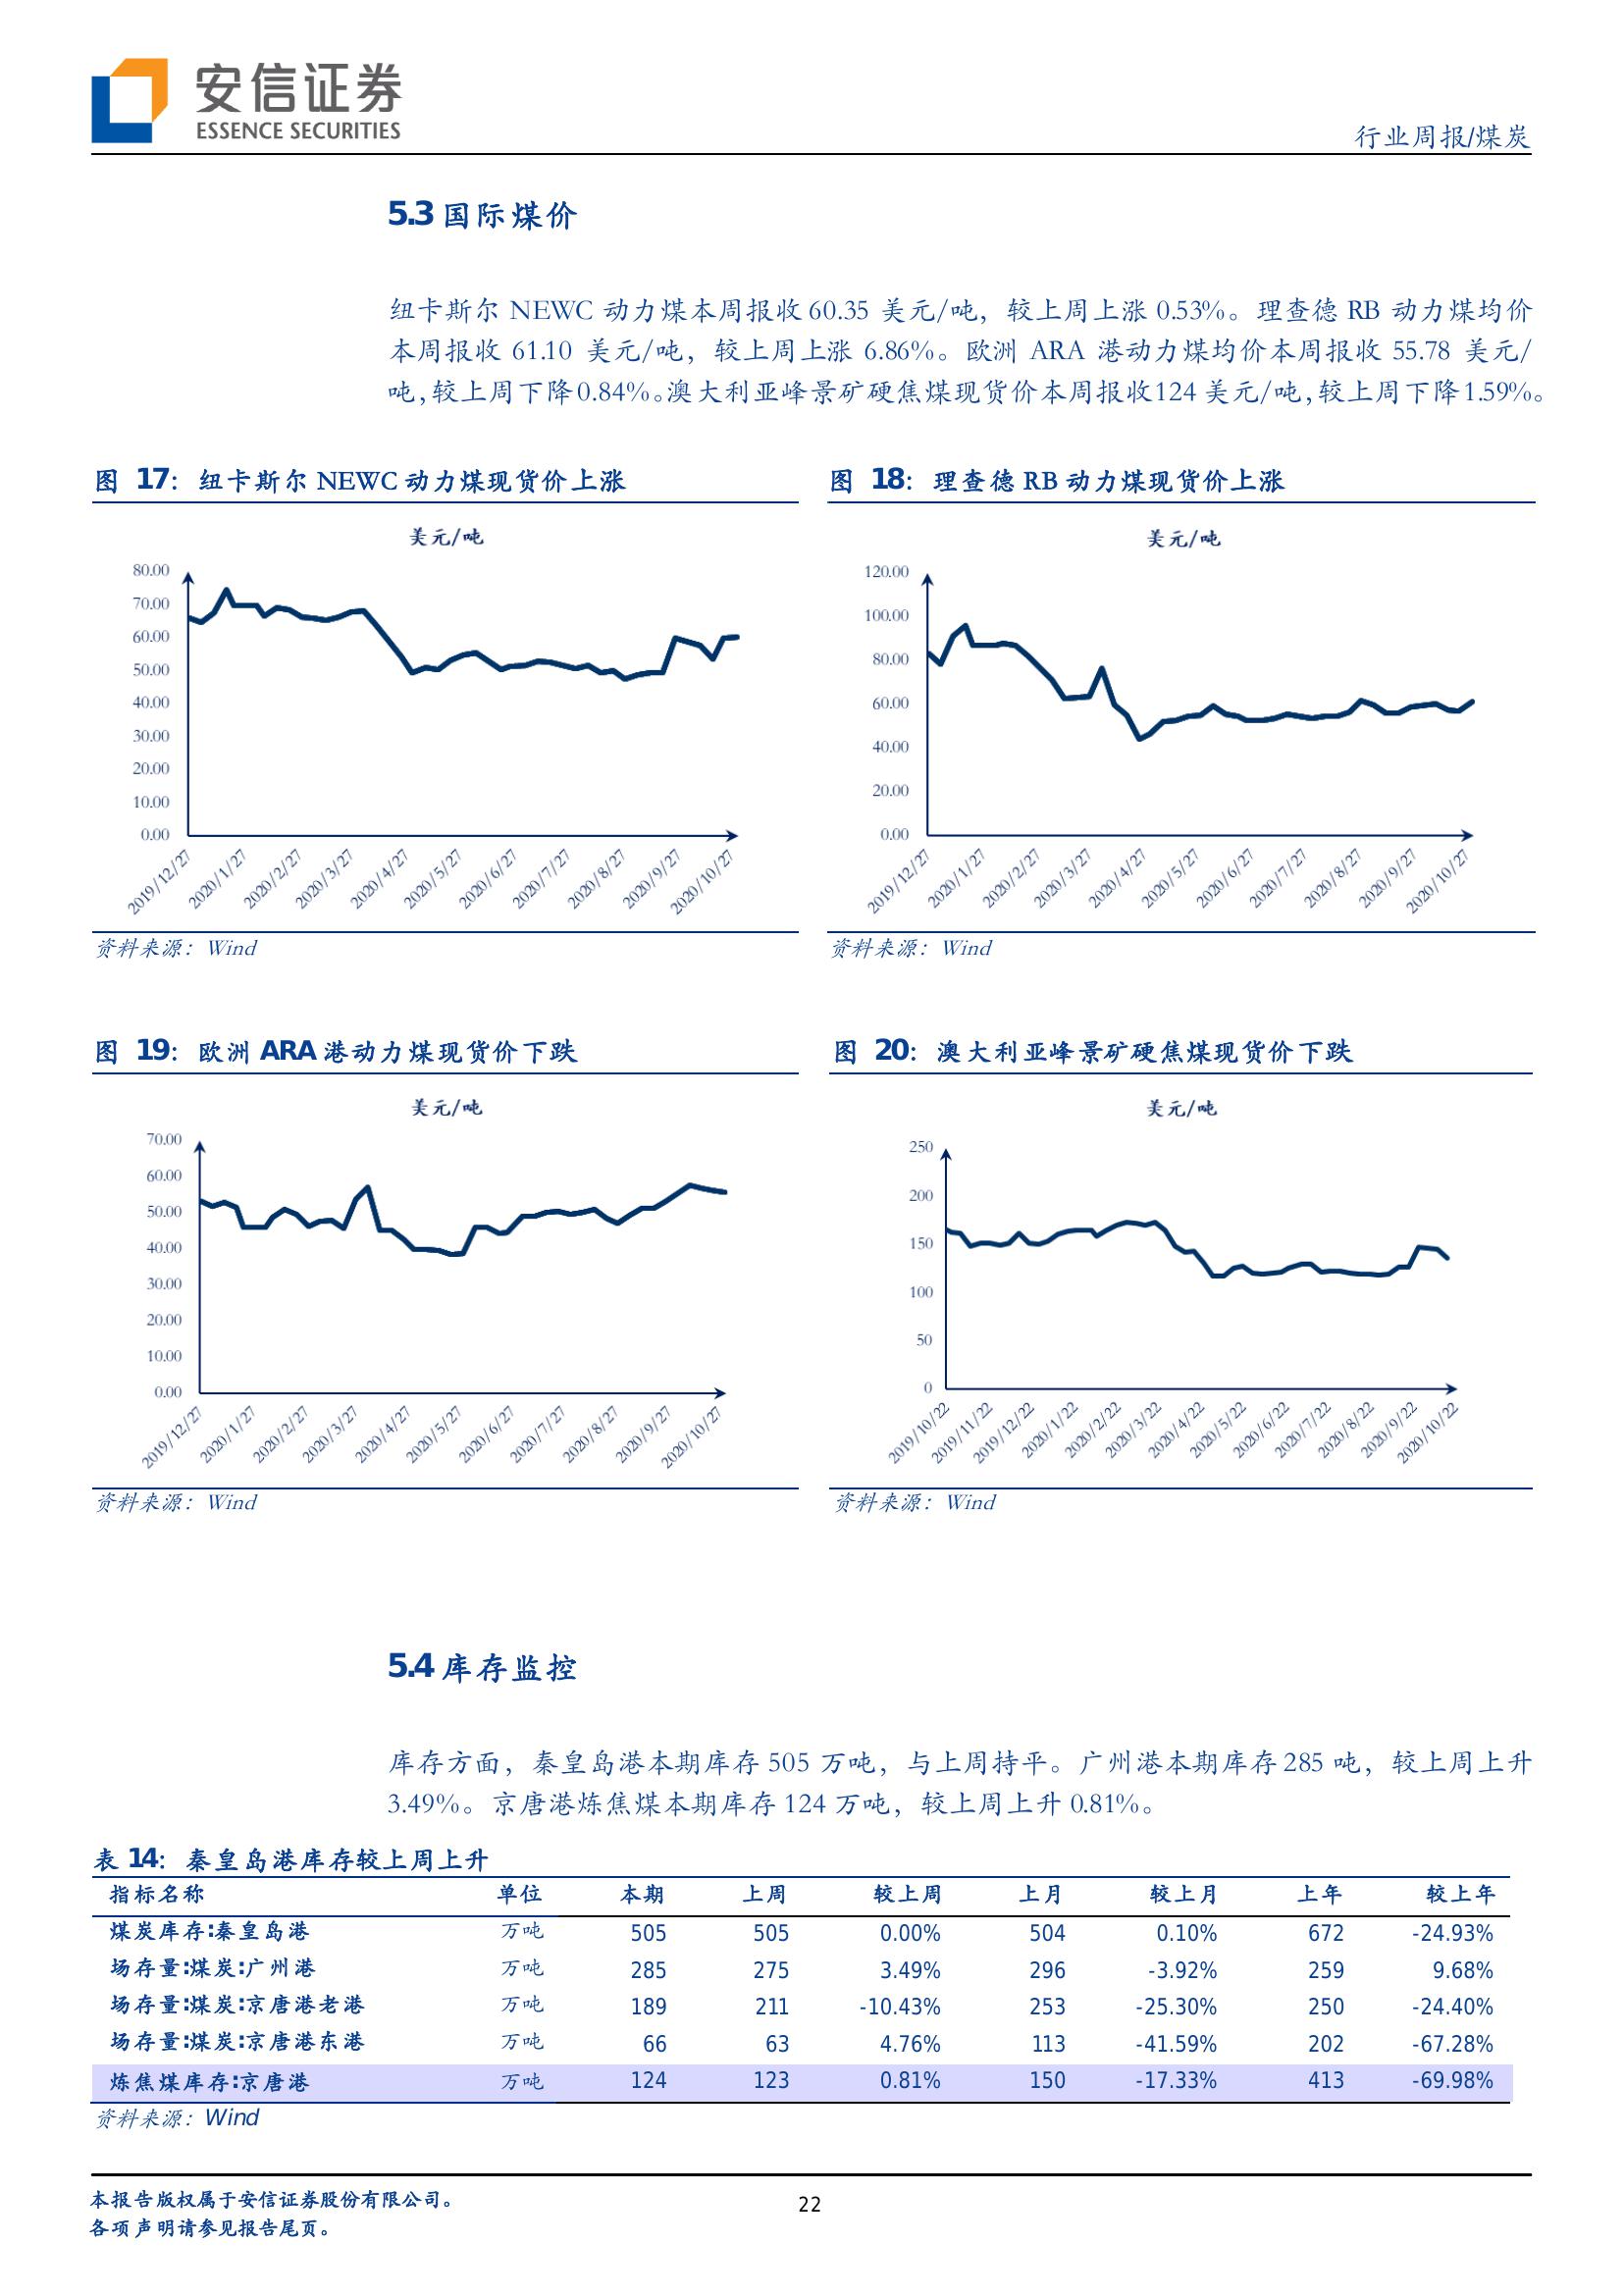 安信证券
ESSENCE SECURITIES
行业周报/煤炭
5.3 国际煤价
纽卡斯尔 NEWC 动力煤本周报收 60.35 美元/吨，较上周上涨 0.53%。理查德 RB 动力煤均价
本周报收 61.10 美元/吨，较上周上涨 6.86%。欧洲 ARA 港动力煤均价本周报收 55.78 美元/
吨,较上周下降0.84%。澳大利亚峰景矿硬焦煤现货价本周报收124 美元/吨,较上周下降1.59%。
图 17：纽卡斯尔 NEWC 动力煤现货价上涨
美元/吨
80.00
70.00
60.00
50.00
40.00
30.00
20.00
10.00
0.00
2019/12/27 2020/1/27 2020/2/27 2020/3/27 2020/4/27 2020/5/27 2020/6/27 2020/7/27 2020/8/27 2020/9/27 2020/10/27
资料来源：Wind
图 18：理查德 RB 动力煤现货价上涨
美元/吨
120.00
100.00
80.00
60.00
40.00
20.00
0.00
2019/12/27 2020/1/27 2020/2/27 2020/3/27 2020/4/27 2020/5/27 2020/6/27 2020/7/27 2020/8/27 2020/9/27 2020/10/27
资料来源：Wind
图 19：欧洲 ARA 港动力煤现货价下跌
美元/吨
70.00
60.00
50.00
40.00
30.00
20.00
10.00
0.00
2019/12/27 2020/1/27 2020/2/27 2020/3/27 2020/4/27 2020/5/27 2020/6/27 2020/7/27 2020/8/27 2020/9/27 2020/10/27
资料来源：Wind
图 20：澳大利亚峰景矿硬焦煤现货价下跌
美元/吨
250
200
150
100
50
0
2019/10/22 2019/11/22 2019/12/22 2020/1/22 2020/2/22 2020/3/22 2020/4/22 2020/5/22 2020/6/22 2020/7/22 2020/8/22 2020/9/22 2020/10/22
资料来源：Wind
5.4 库存监控
库存方面，秦皇岛港本期库存 505 万吨，与上周持平。广州港本期库存 285 吨，较上周上升
3.49%。京唐港炼焦煤本期库存 124 万吨，较上周上升 0.81%。
表 14：秦皇岛港库存较上周上升
指标名称 单位 本期 上周 较上周 上月 较上月 上年 较上年
煤炭库存:秦皇岛港 万吨 505 505 0.00% 504 0.10% 672 -24.93%
场存量:煤炭:广州港 万吨 285 275 3.49% 296 -3.92% 259 9.68%
场存量:煤炭:京唐港老港 万吨 189 211 -10.43% 253 -25.30% 250 -24.40%
场存量:煤炭:京唐港东港 万吨 66 63 4.76% 113 -41.59% 202 -67.28%
炼焦煤库存:京唐港 万吨 124 123 0.81% 150 -17.33% 413 -69.98%
资料来源：Wind
本报告版权属于安信证券股份有限公司。
各项声明请参见报告尾页。
22